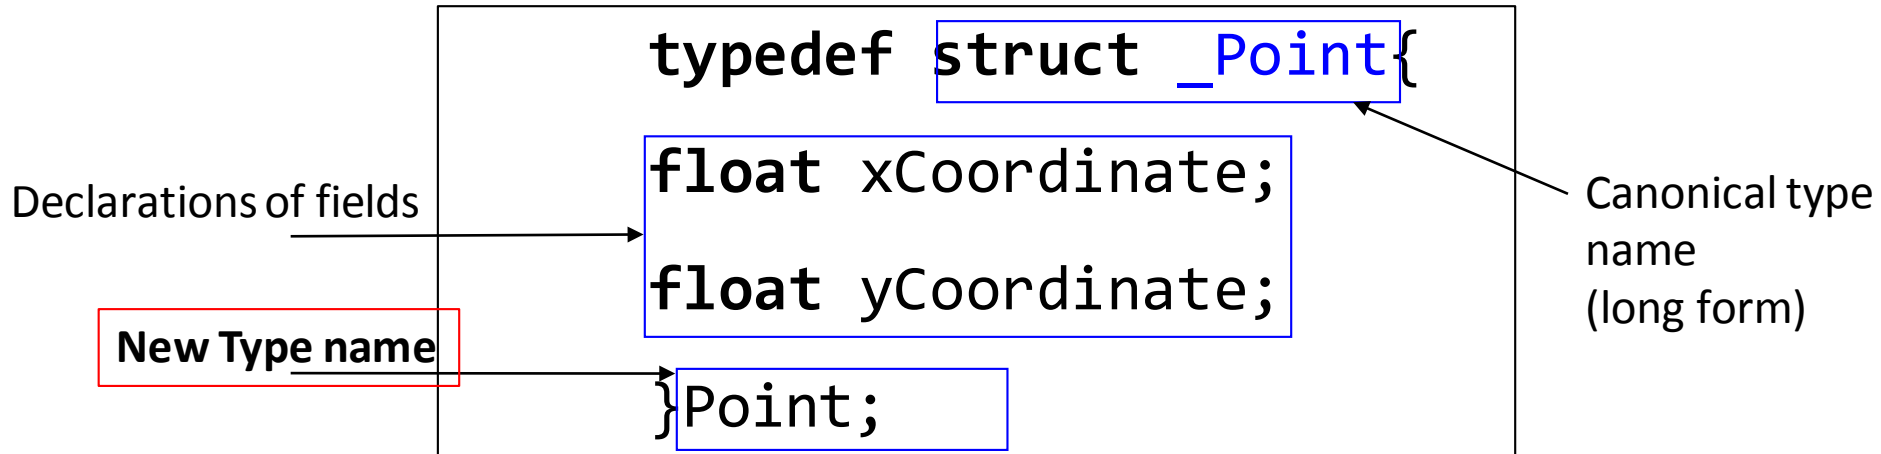 typedef struct _Point{
float xCoordinate;
Declarations of fields
Canonical type
name
(long form)
float yCoordinate;
New Type name
}Point;